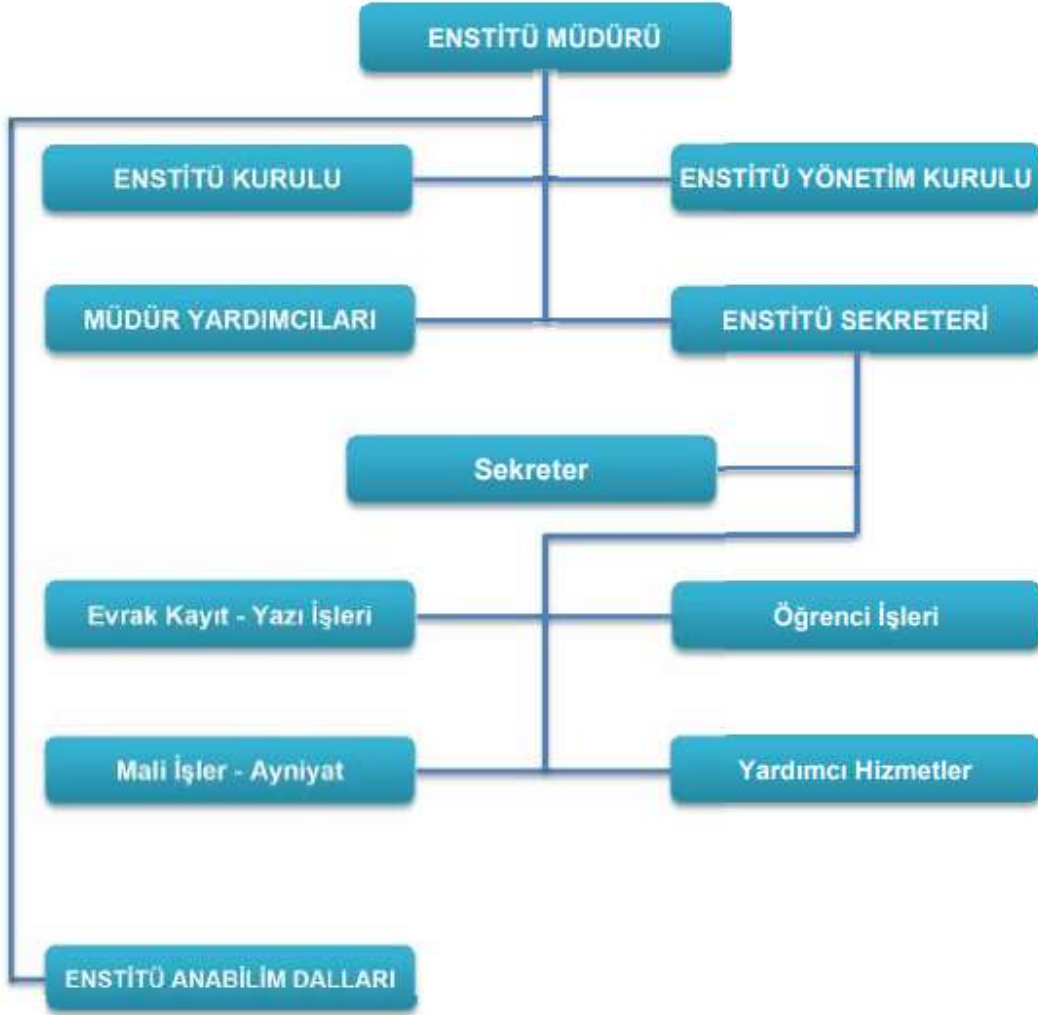 ENSTİTÜ MÜDÜRÜ
ENSTİTÜ KURULU
ENSTİTÜ YÖNETİM KURULU
MÜDÜR YARDIMCILARI
ENSTİTÜ SEKRETERİ
Sekreter
Evrak Kayıt - Yazı İşleri
Öğrenci İşleri
Mali İşler - Ayniyat
Yardımcı Hizmetler
ENSTİTÜ ANABİLİM DALLARI